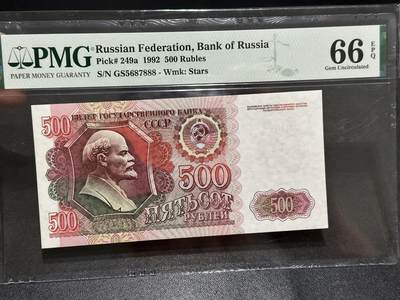 PMG
PAPER MONEY GUARANTY
Russian Federation, Bank of Russia
Pick# 249a 1992 500 Rubles
S/N GS5687888 - Wmk: Stars
66 EPQ
Gem Uncirculated
БИЛЕТ ГОСУДАРСТВЕННОГО БАНКА
СССР
500
500
ПЯТЬСОТ
РУБЛЕЙ
500
500